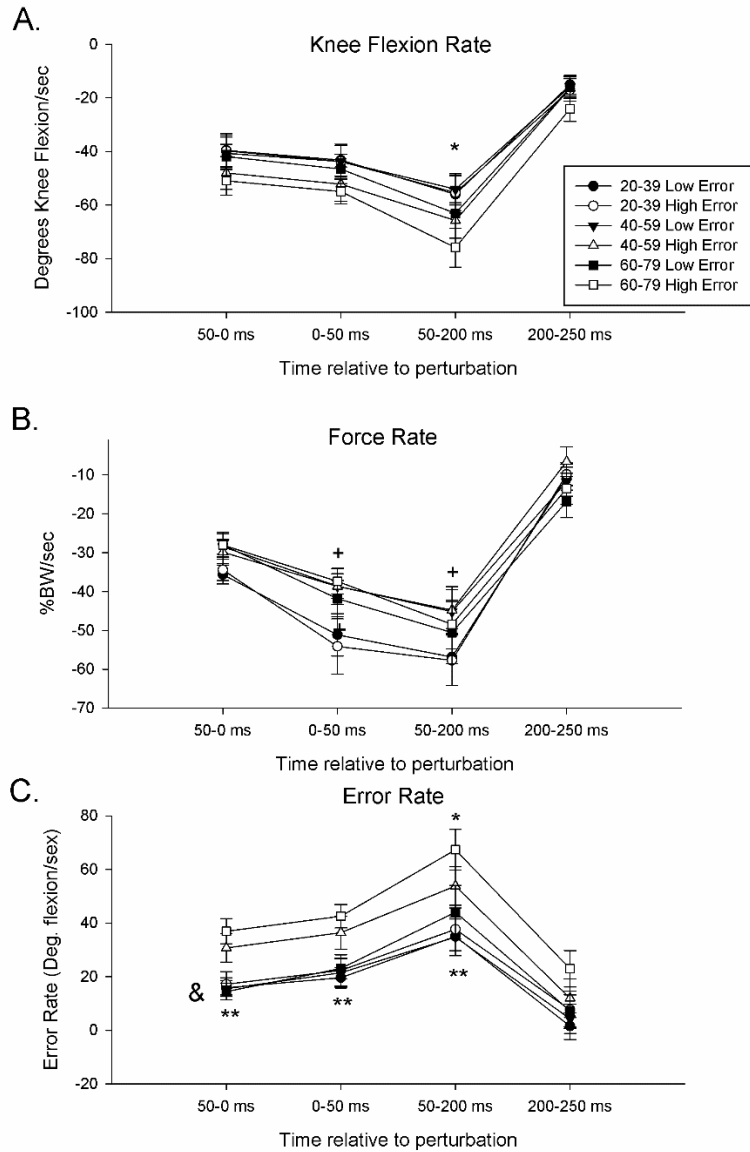 A.
Knee Flexion Rate
0
-20
-40
-60
-80
-100
Degrees Knee Flexion/sec
*
20-39 Low Error
20-39 High Error
40-59 Low Error
40-59 High Error
60-79 Low Error
60-79 High Error
50-0 ms 0-50 ms 50-200 ms 200-250 ms
Time relative to perturbation
B.
Force Rate
-10
-20
-30
-40
-50
-60
-70
%BW/sec
+ +
+
50-0 ms 0-50 ms 50-200 ms 200-250 ms
Time relative to perturbation
C.
Error Rate
80
60
40
20
0
-20
Error Rate (Deg. flexion/sex)
*
&
** ** **
50-0 ms 0-50 ms 50-200 ms 200-250 ms
Time relative to perturbation